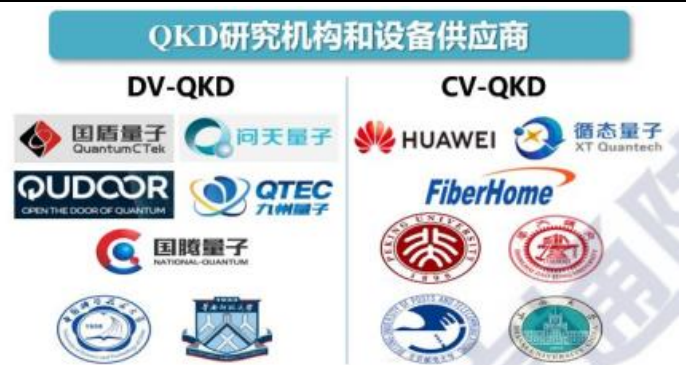 QKD研究机构和设备供应商
DV-QKD
国盾量子
QuantumCTek
问天量子
QUDOOR
OPEN THE DOOR OF QUANTUM
QTEC
九州量子
国腾量子
NATIONAL-QUANTUM
1958
CV-QKD
HUAWEI
循态量子
XT Quantech
FiberHome
PEKING UNIVERSITY
1898